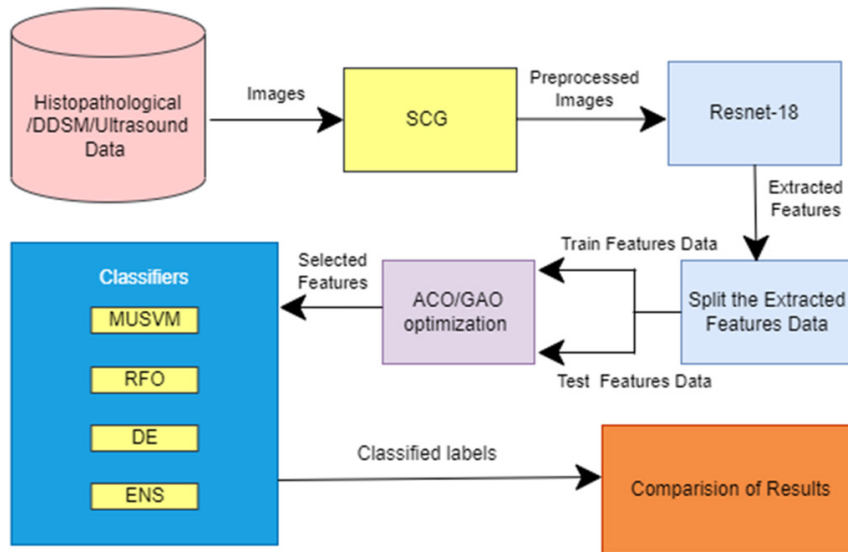 Histopathological
/DDSM/Ultrasound
Data
Images
SCG
Preprocessed
Images
Resnet-18
Extracted
Features
Split the Extracted
Features Data
Train Features Data
Test Features Data
ACO/GAO
optimization
Selected
Features
Classifiers
MUSVM
RFO
DE
ENS
Classified labels
Comparision of Results